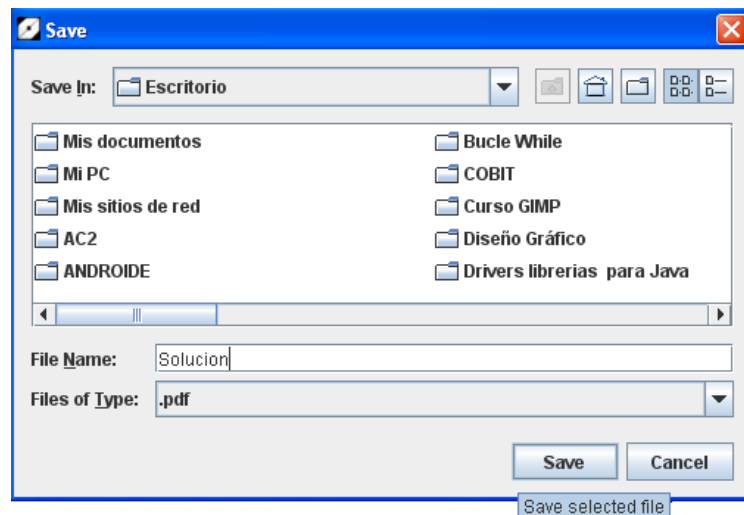 Save
Save In: Escritorio
Mis documentos
Mi PC
Mis sitios de red
AC2
ANDROIDE
Bucle While
COBIT
Curso GIMP
Diseño Gráfico
Drivers librerias para Java
File Name: Solucion
Files of Type: .pdf
Save Cancel
Save selected file